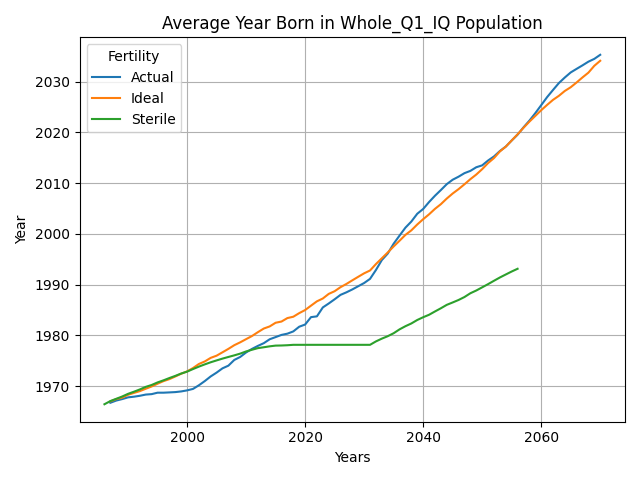 Average Year Born in Whole_Q1_IQ Population
Fertility
Actual
Ideal
Sterile
2030
2020
2010
2000
1990
1980
1970
Year
2000
2020
2040
2060
Years